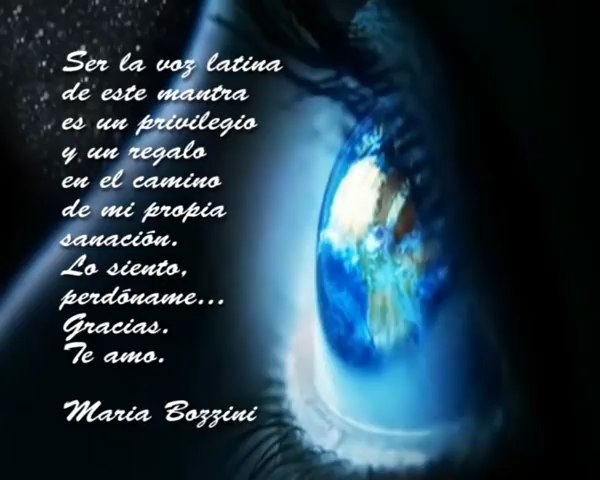 Ser la voz latina
de este mantra
es un privilegio
y un regalo
en el camino
de mi propia
sanación.
Lo siento,
perdóname...
Gracias.
Te amo.
Maria Bozzini